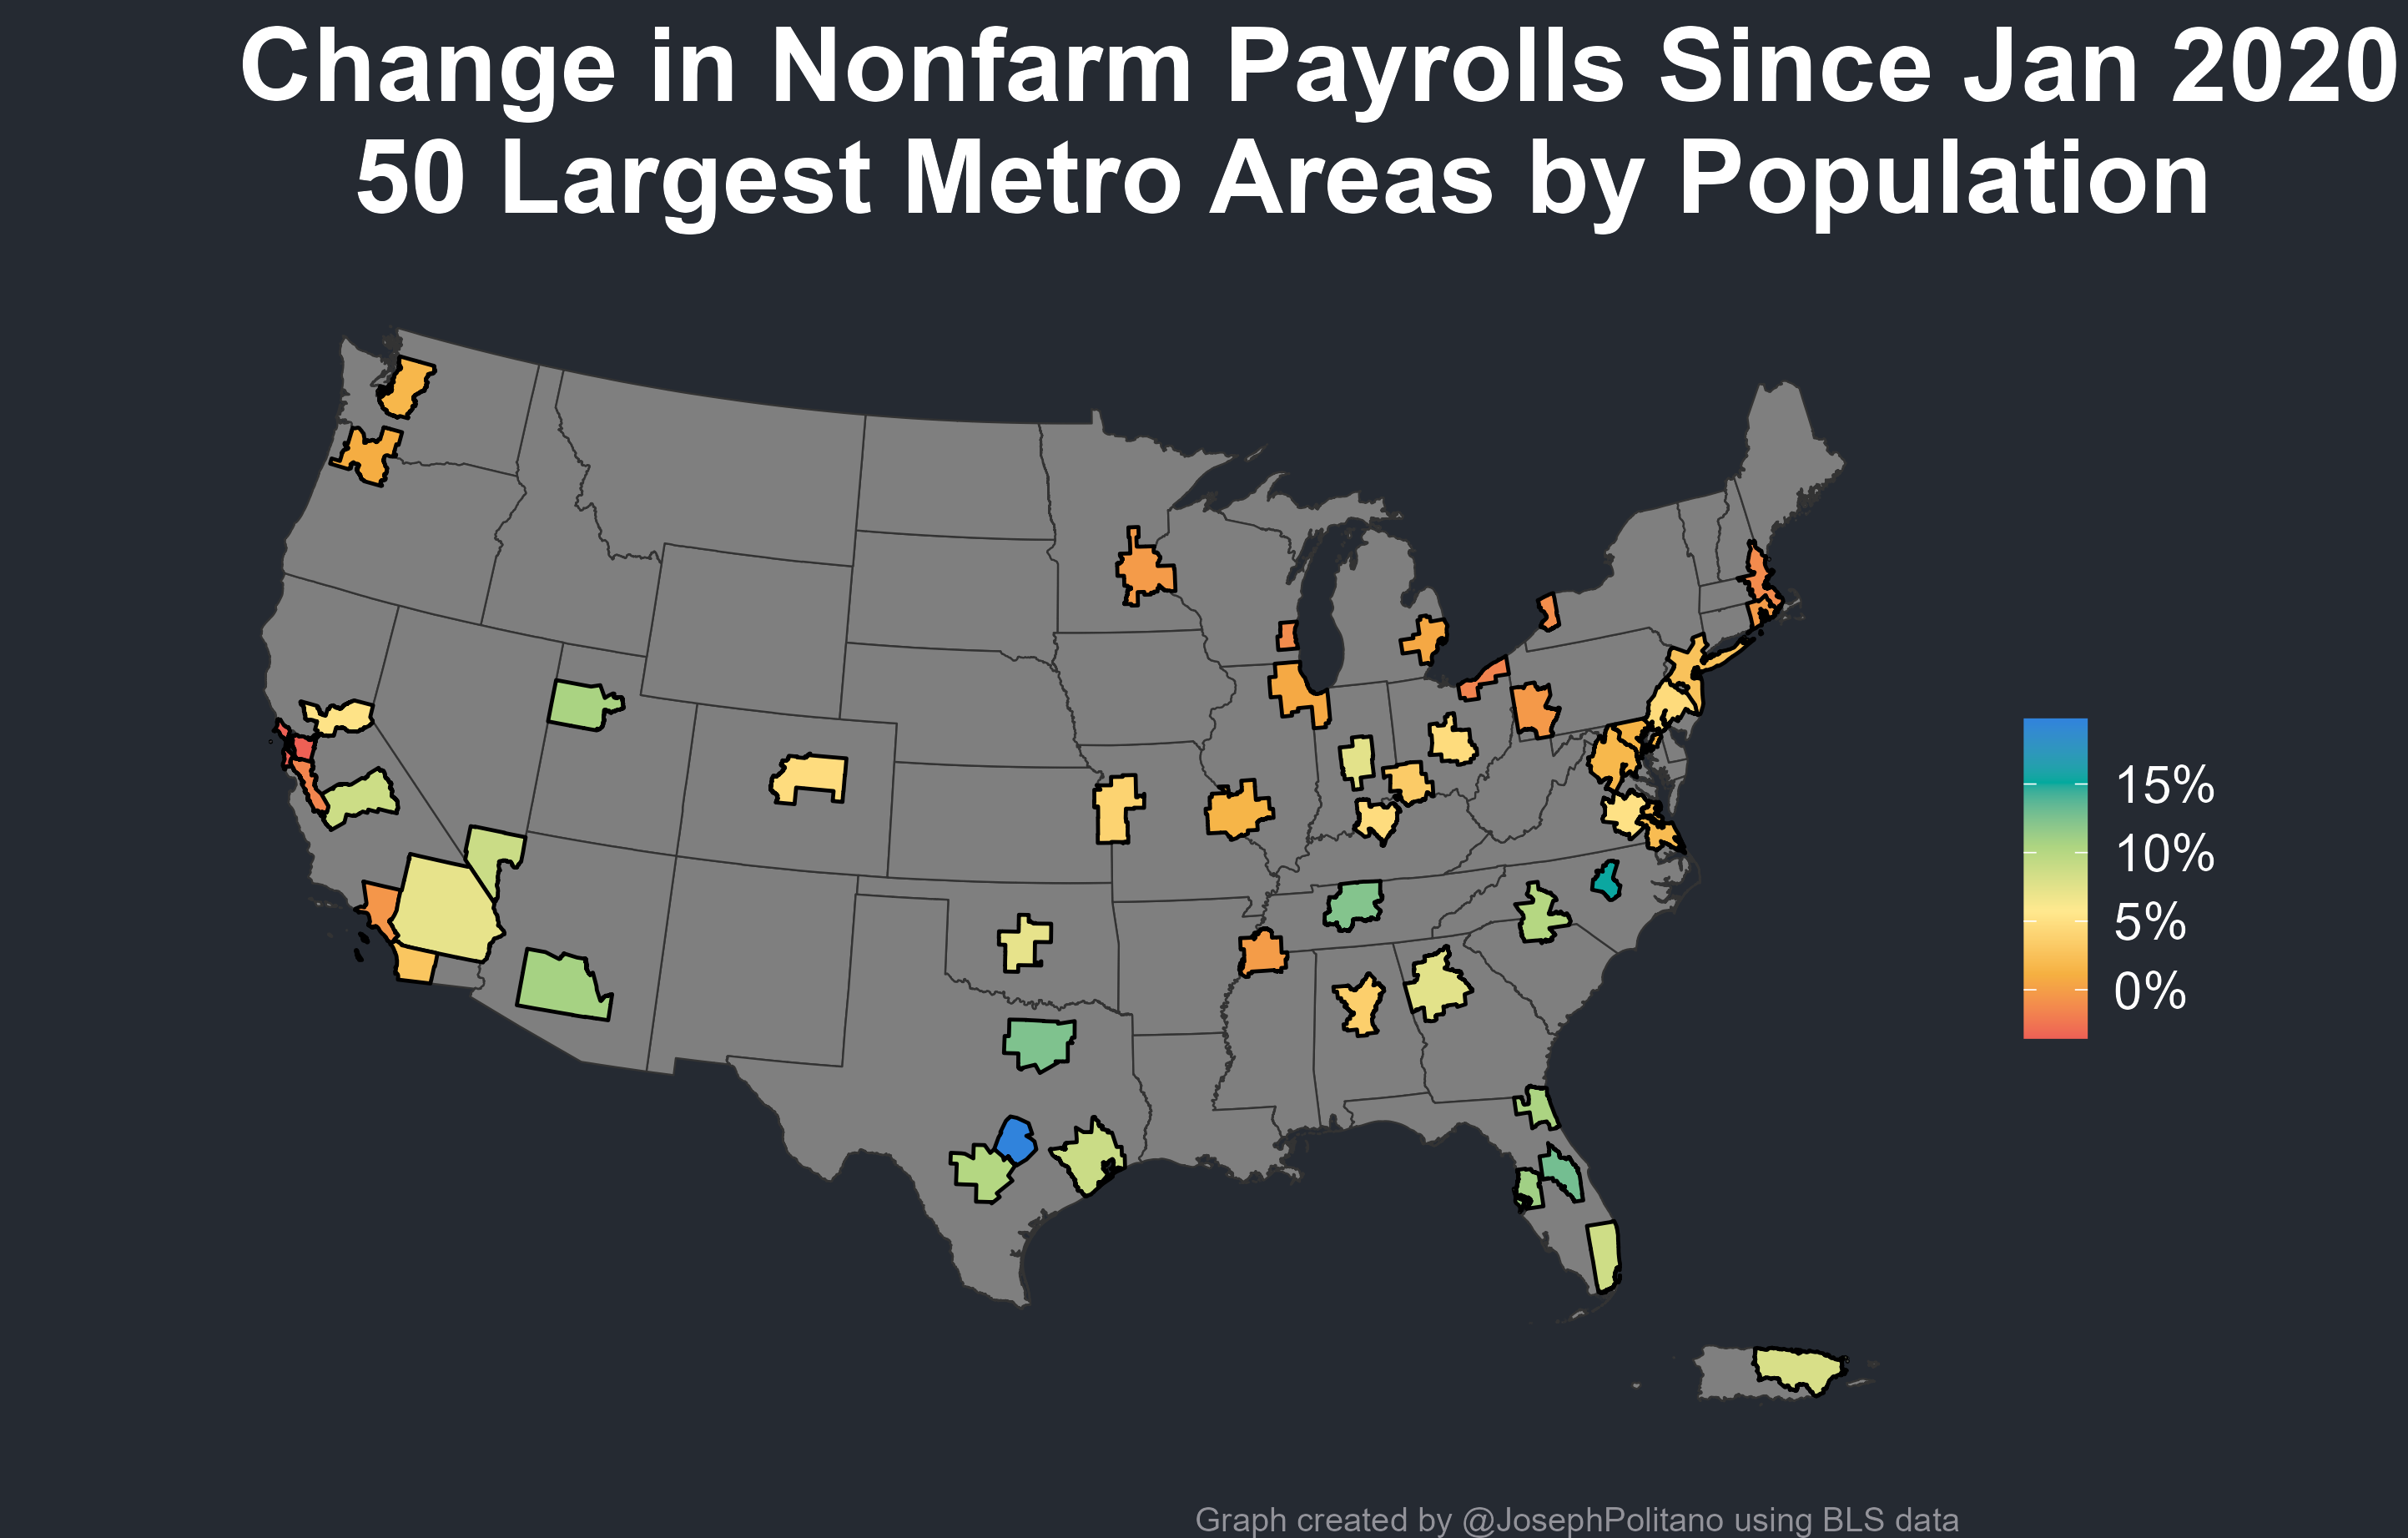 Change in Nonfarm Payrolls Since Jan 2020
50 Largest Metro Areas by Population
15%
10%
5%
0%
Graph created by @JosephPolitano using BLS data